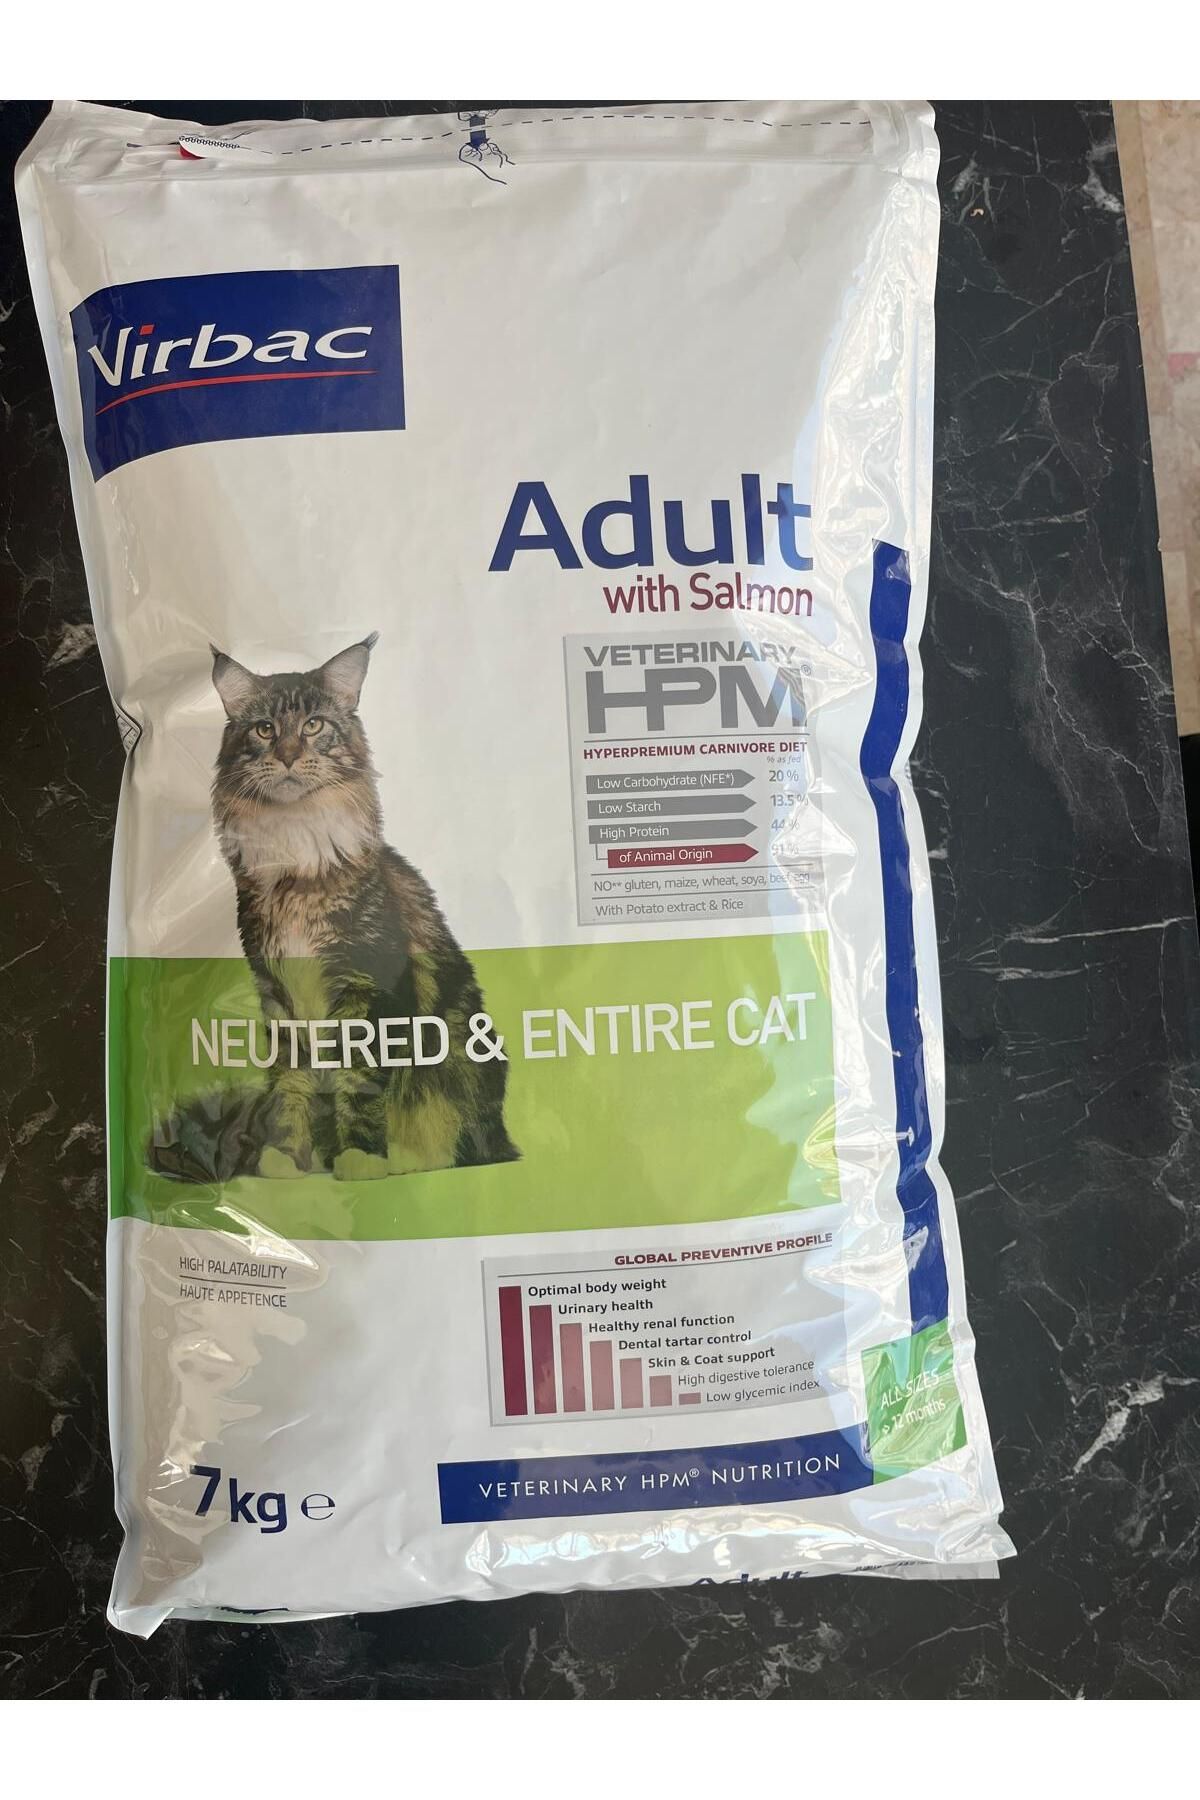 Virbac
Adult
with Salmon
VETERINARY
HPM®
HYPERPREMIUM CARNIVORE DIET
% as fed
Low Carbohydrate (NFE*) 20 %
Low Starch 13.5 %
High Protein 44 %
of Animal Origin 91 %
NO** gluten, maize, wheat, soya, beef, egg
With Potato extract & Rice
NEUTERED & ENTIRE CAT
HIGH PALATABILITY
HAUTE APPETENCE
GLOBAL PREVENTIVE PROFILE
Optimal body weight
Urinary health
Healthy renal function
Dental tartar control
Skin & Coat support
High digestive tolerance
Low glycemic index
ALL SIZES
> 12 months
7kg ℮
VETERINARY HPM® NUTRITION
Adult